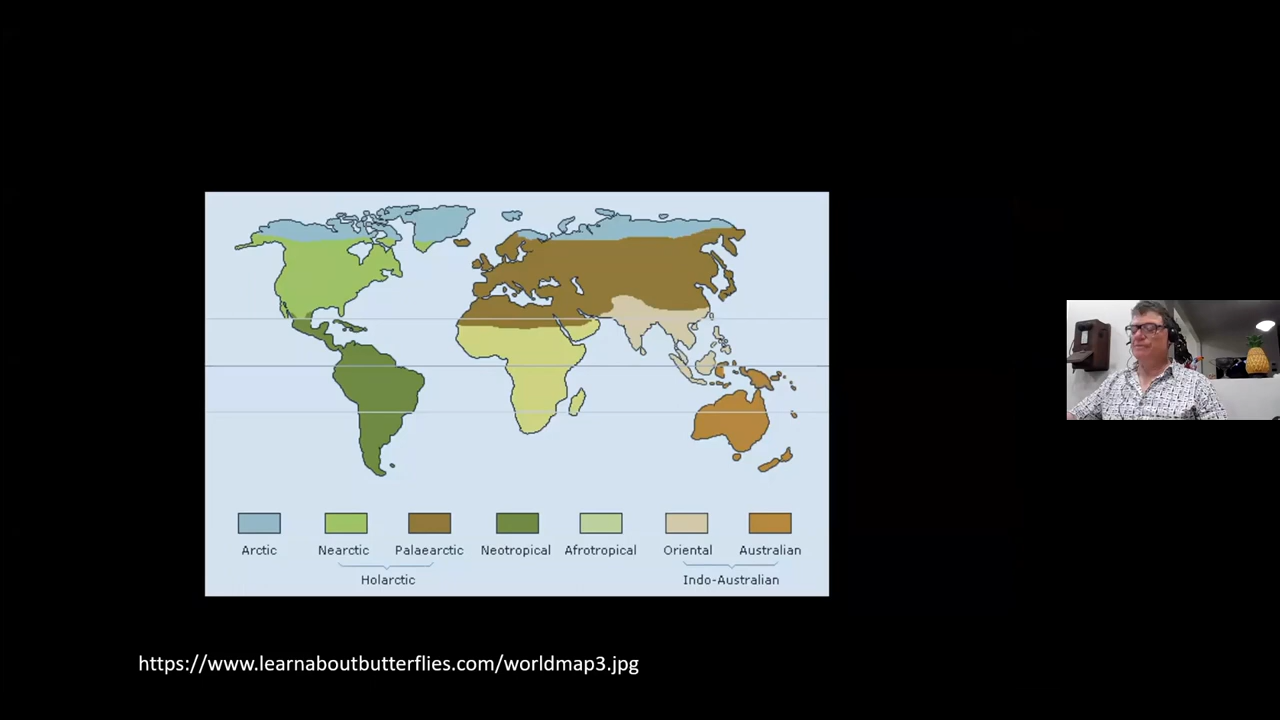 Arctic Nearctic Palaearctic Neotropical Afrotropical Oriental Australian
Holarctic Indo-Australian
https://www.learnaboutbutterflies.com/worldmap3.jpg